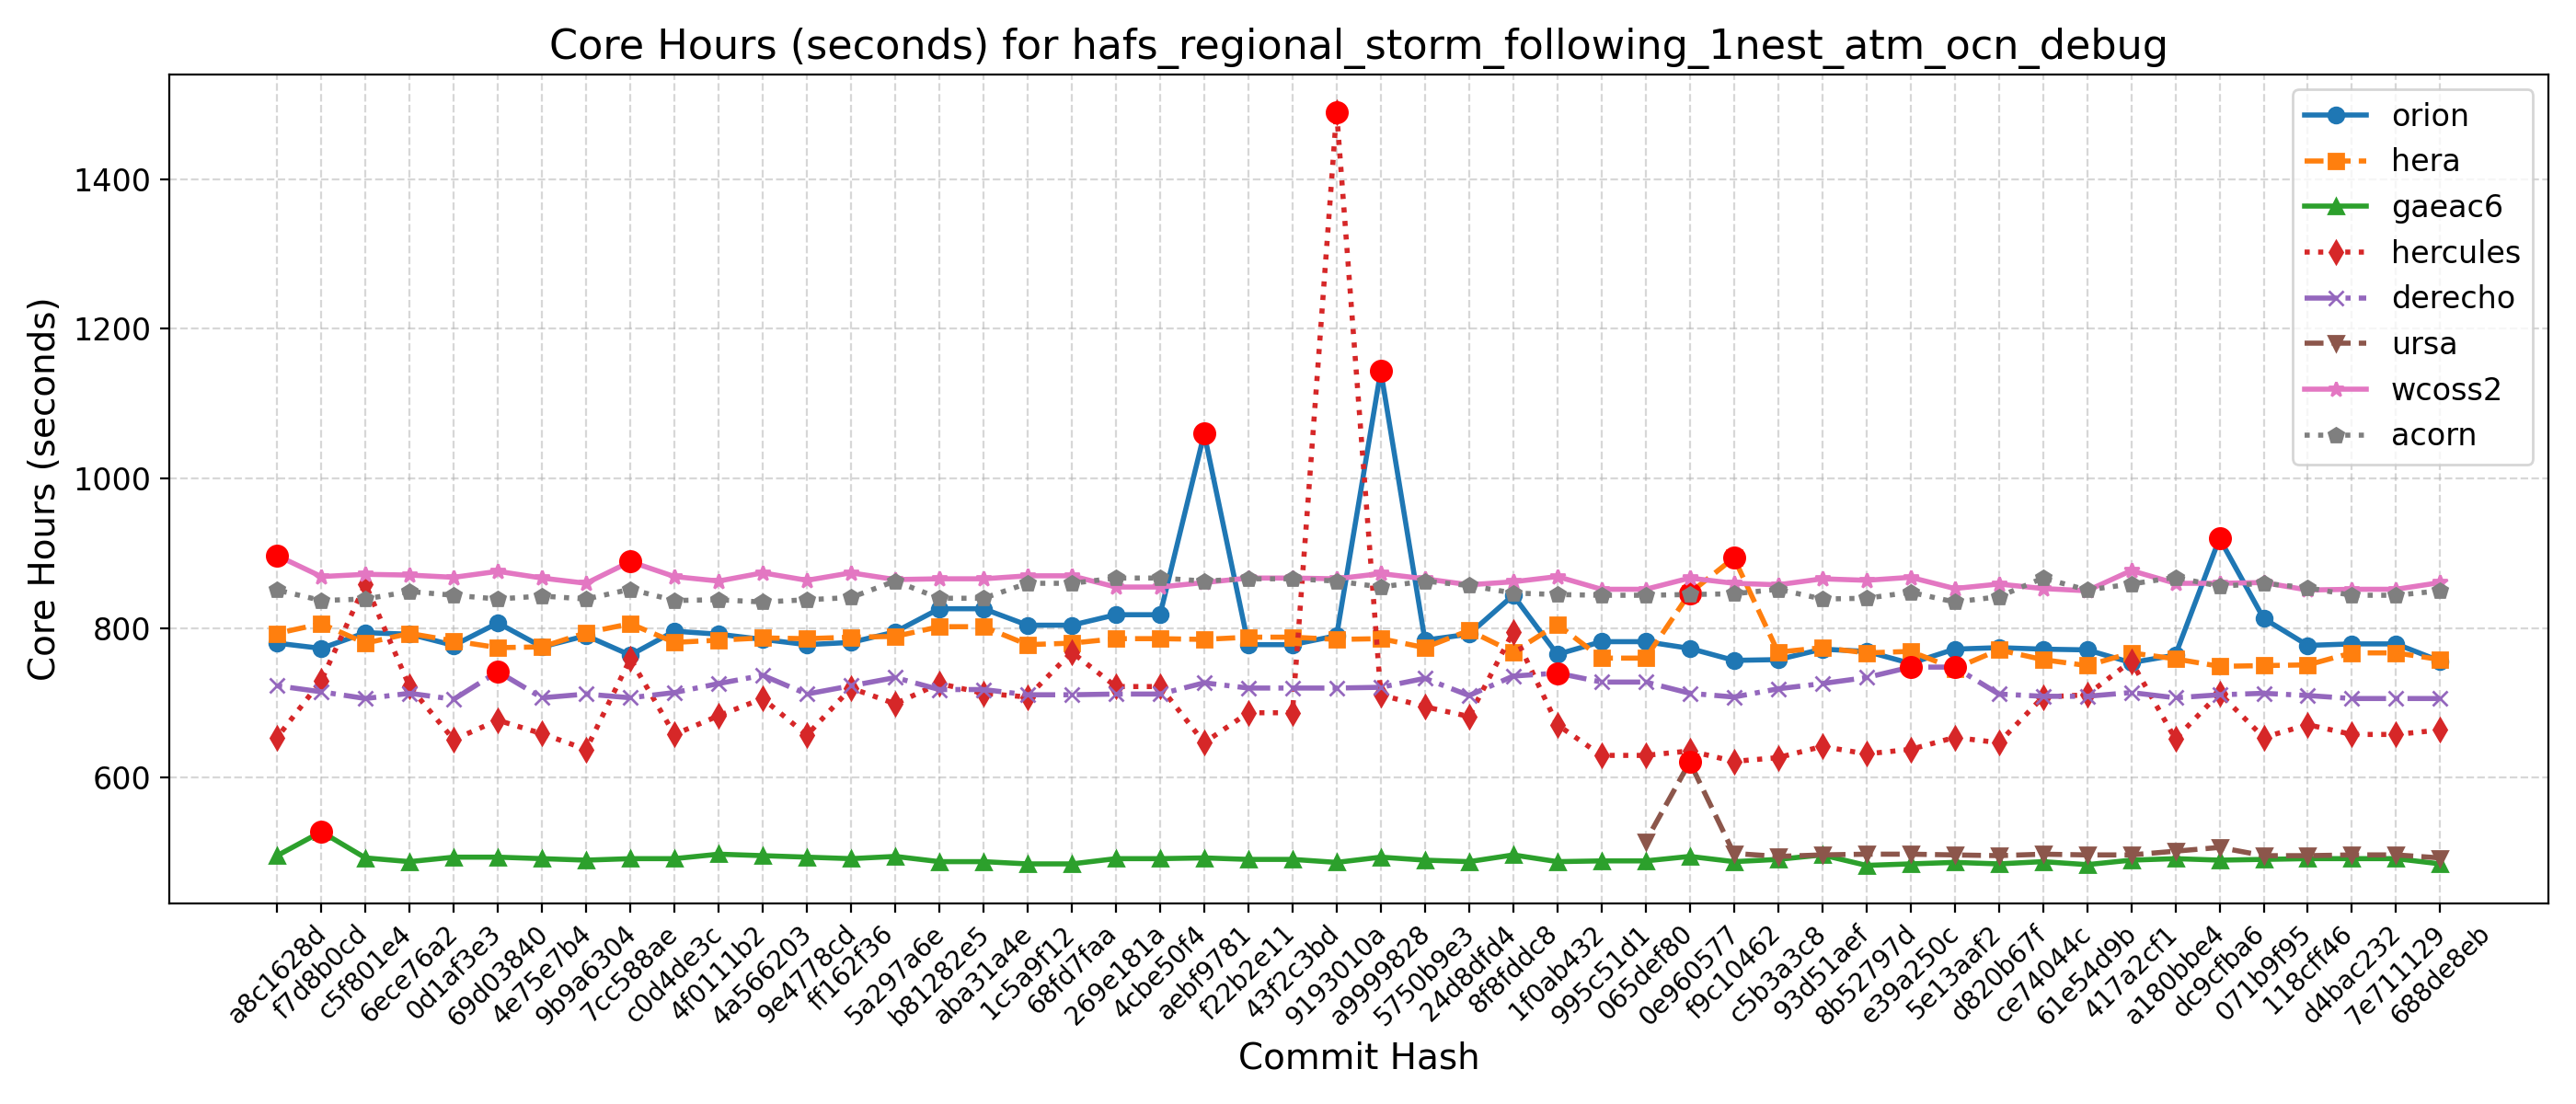 Core Hours (seconds) for hafs_regional_storm_following_1nest_atm_ocn_debug
Core Hours (seconds)
1400
1200
1000
800
600
orion
hera
gaeac6
hercules
derecho
ursa
wcoss2
acorn
a8c1628d
f7d8b0cd
c5f801e4
6ece76a2
0d1af3e3
69d03840
4e75e7b4
9b9a6304
7cc588ae
c0d4de3c
4f0111b2
4a566203
9e4778cd
ff162f36
5a297a6e
b81282e5
aba31a4e
1c5a9f12
68fd7faa
269e181a
4cbe50f4
aebf9781
f22b2e11
43f2c3bd
9193010a
a9999828
5750b9e3
24d8dfd4
8f8fddc8
1f0ab432
995c51d1
065def80
0e960577
f9c10462
c5b3a3c8
93d51aef
8b52797d
e39a250c
5e13aaf2
d820b67f
ce74044c
61e54d9b
417a2cf1
a180bbe4
dc9cfba6
071b9f95
118cff46
d4bac232
7e711129
688de8eb
Commit Hash